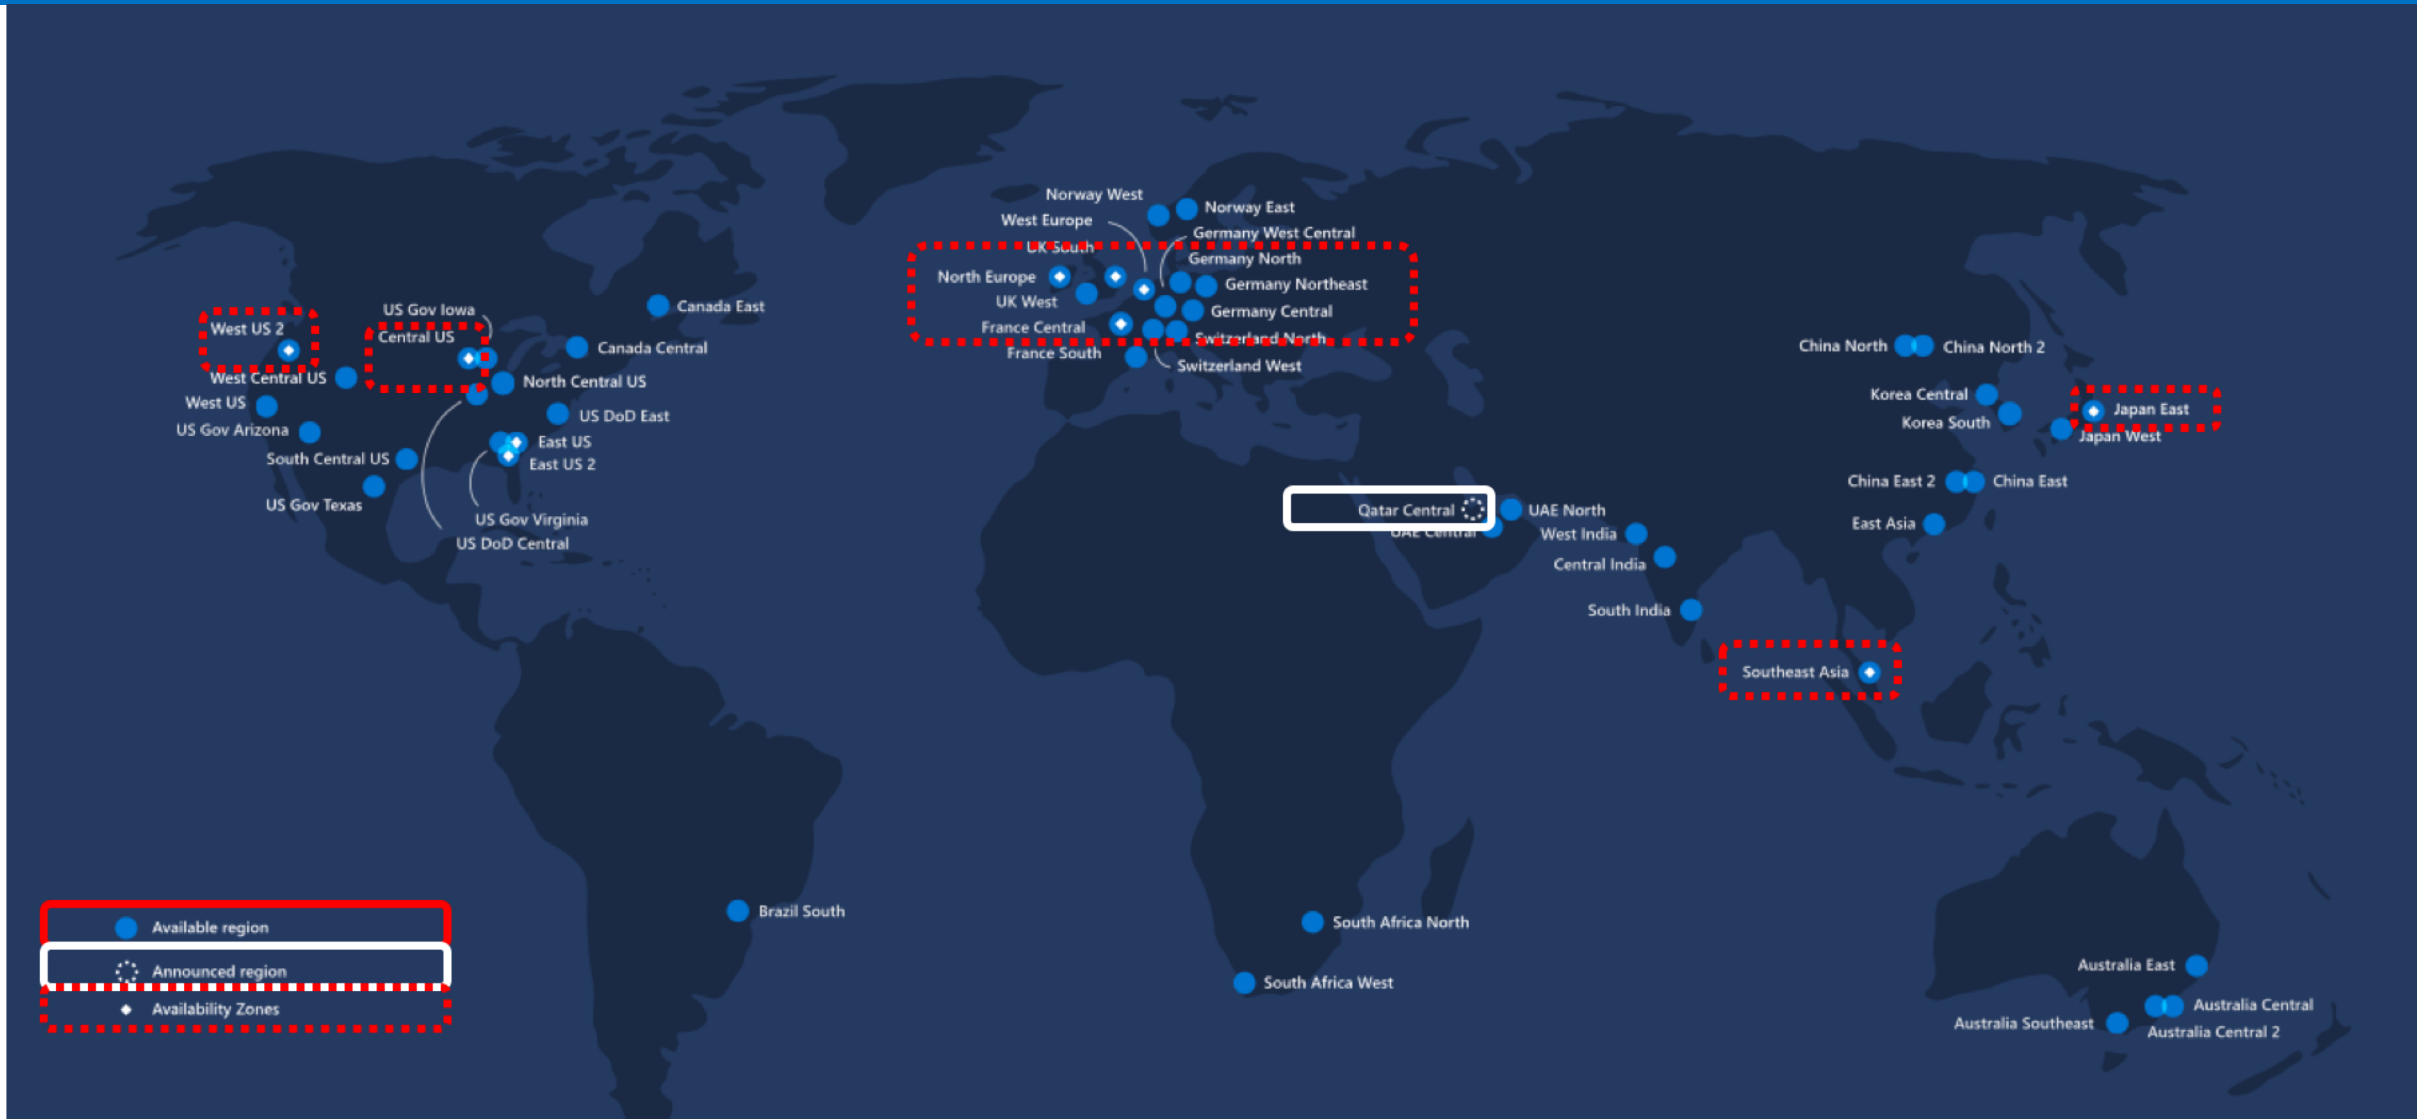 Norway West
Norway East
West Europe
Germany West Central
UK South
Germany North
North Europe
Germany Northeast
UK West
Germany Central
France Central
Switzerland North
France South
Switzerland West
US Gov Iowa
Canada East
West US 2
Central US
Canada Central
West Central US
North Central US
West US
US DoD East
US Gov Arizona
East US
South Central US
East US 2
US Gov Texas
US Gov Virginia
US DoD Central
China North
China North 2
Korea Central
Japan East
Korea South
Japan West
China East 2
China East
East Asia
Qatar Central
UAE North
UAE Central
West India
Central India
South India
Southeast Asia
Brazil South
South Africa North
South Africa West
Australia East
Australia Central
Australia Southeast
Australia Central 2
Available region
Announced region
Availability Zones